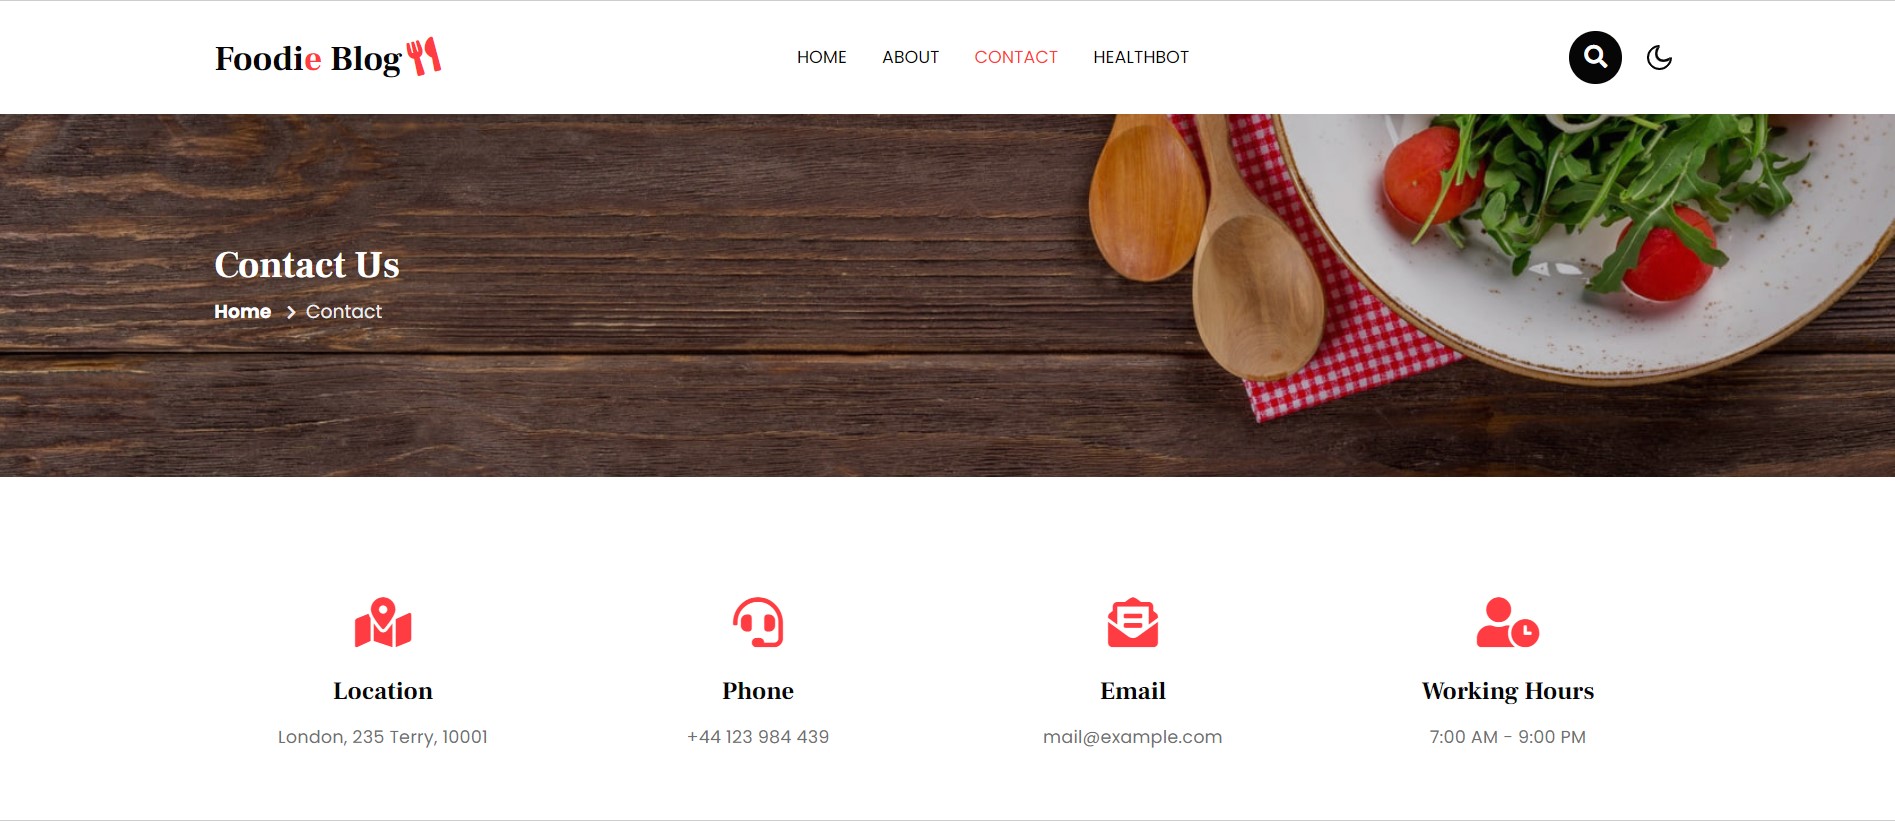 Foodie Blog
HOME ABOUT CONTACT HEALTHBOT
Contact Us
Home Contact
Location Phone Email Working Hours
London, 235 Terry, 10001 +44 123 984 439 mail@example.com 7:00 AM - 9:00 PM